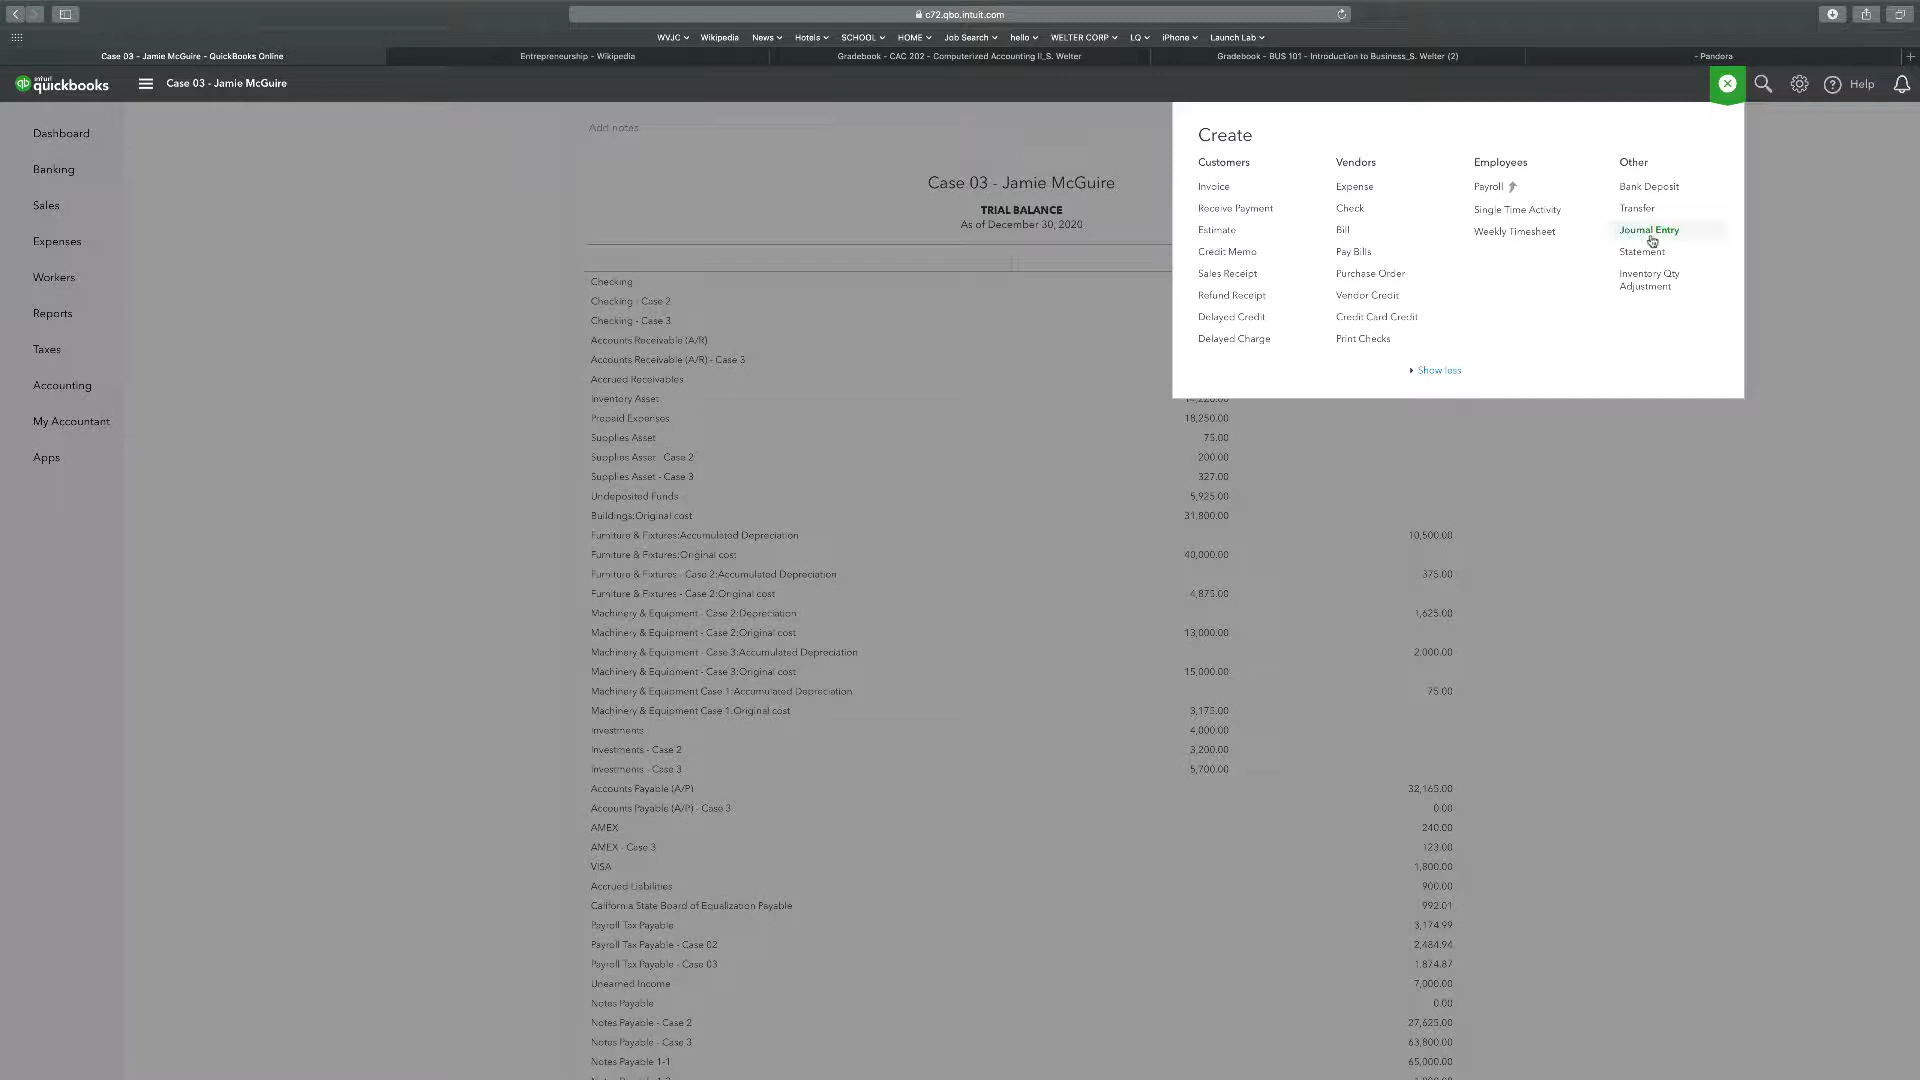 c72.qbo.intuit.com
WVJC
Wikipedia
News
Hotels
SCHOOL
HOME
Job Search
hello
WELTER CORP
LQ
iPhone
Launch Lab
Case 03 - Jamie McGuire - QuickBooks Online
Entrepreneurship - Wikipedia
Gradebook - CAC 202 - Computerized Accounting II_S. Welter
Gradebook - BUS 101 - Introduction to Business_S. Welter (2)
- Pandora
intuit
quickbooks
Case 03 - Jamie McGuire
Help
Dashboard
Banking
Sales
Expenses
Workers
Reports
Taxes
Accounting
My Accountant
Apps
Add notes
Case 03 - Jamie McGuire
TRIAL BALANCE
As of December 30, 2020
Create
Customers
Invoice
Receive Payment
Estimate
Credit Memo
Sales Receipt
Refund Receipt
Delayed Credit
Delayed Charge
Vendors
Expense
Check
Bill
Pay Bills
Purchase Order
Vendor Credit
Credit Card Credit
Print Checks
Employees
Payroll
Single Time Activity
Weekly Timesheet
Other
Bank Deposit
Transfer
Journal Entry
Statement
Inventory Qty
Adjustment
Show less
Checking
Checking - Case 2
Checking - Case 3
Accounts Receivable (A/R)
Accounts Receivable (A/R) - Case 3
Accrued Receivables
Inventory Asset
Prepaid Expenses 18,250.00
Supplies Asset 75.00
Supplies Asset - Case 2 200.00
Supplies Asset - Case 3 327.00
Undeposited Funds 5,925.00
Buildings:Original cost 31,800.00
Furniture & Fixtures:Accumulated Depreciation 10,500.00
Furniture & Fixtures:Original cost 40,000.00
Furniture & Fixtures - Case 2:Accumulated Depreciation 375.00
Furniture & Fixtures - Case 2:Original cost 4,875.00
Machinery & Equipment - Case 2:Depreciation 1,625.00
Machinery & Equipment - Case 2:Original cost 13,000.00
Machinery & Equipment - Case 3:Accumulated Depreciation 2,000.00
Machinery & Equipment - Case 3:Original cost 15,000.00
Machinery & Equipment Case 1:Accumulated Depreciation 75.00
Machinery & Equipment Case 1:Original cost 3,175.00
Investments 4,000.00
Investments - Case 2 3,200.00
Investments - Case 3 5,700.00
Accounts Payable (A/P) 32,165.00
Accounts Payable (A/P) - Case 3 0.00
AMEX 240.00
AMEX - Case 3 123.00
VISA 1,800.00
Accrued Liabilities 900.00
California State Board of Equalization Payable 992.01
Payroll Tax Payable 3,174.99
Payroll Tax Payable - Case 02 2,484.94
Payroll Tax Payable - Case 03 1,874.87
Unearned Income 7,000.00
Notes Payable 0.00
Notes Payable - Case 2 27,625.00
Notes Payable - Case 3 63,800.00
Notes Payable 1-1 65,000.00